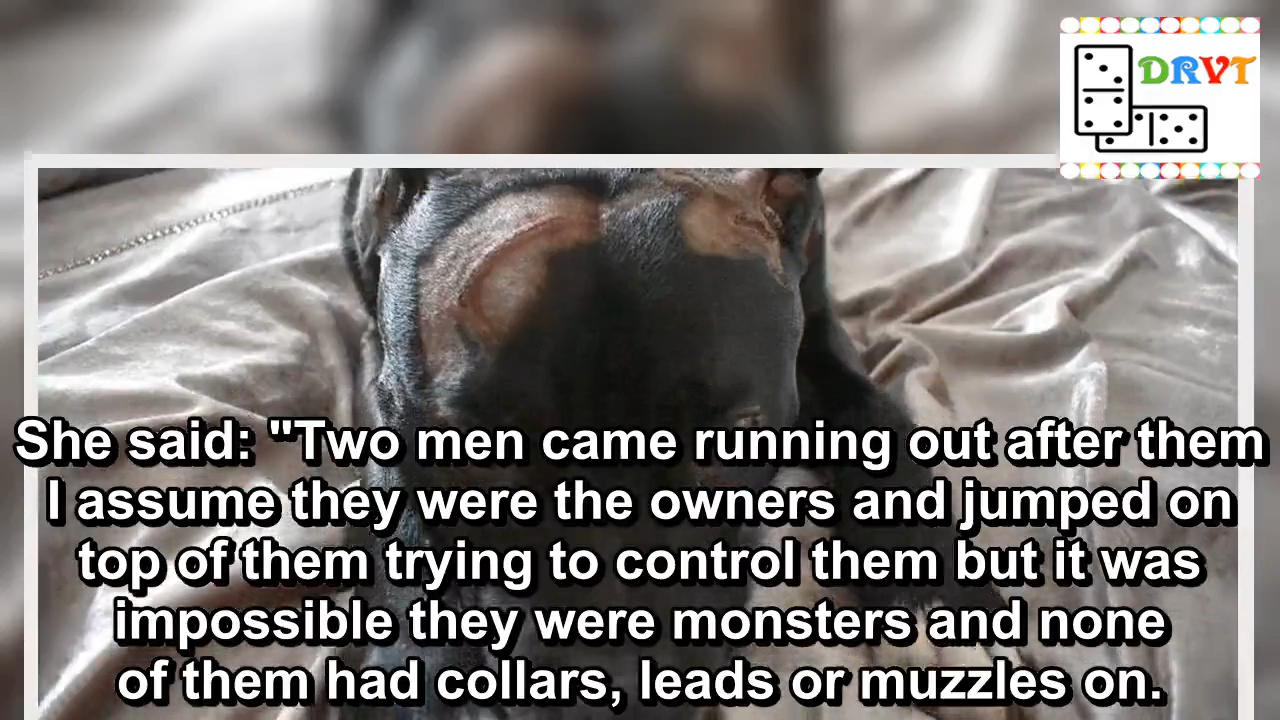 DRVT
She said: "Two men came running out after them
I assume they were the owners and jumped on
top of them trying to control them but it was
impossible they were monsters and none
of them had collars, leads or muzzles on.